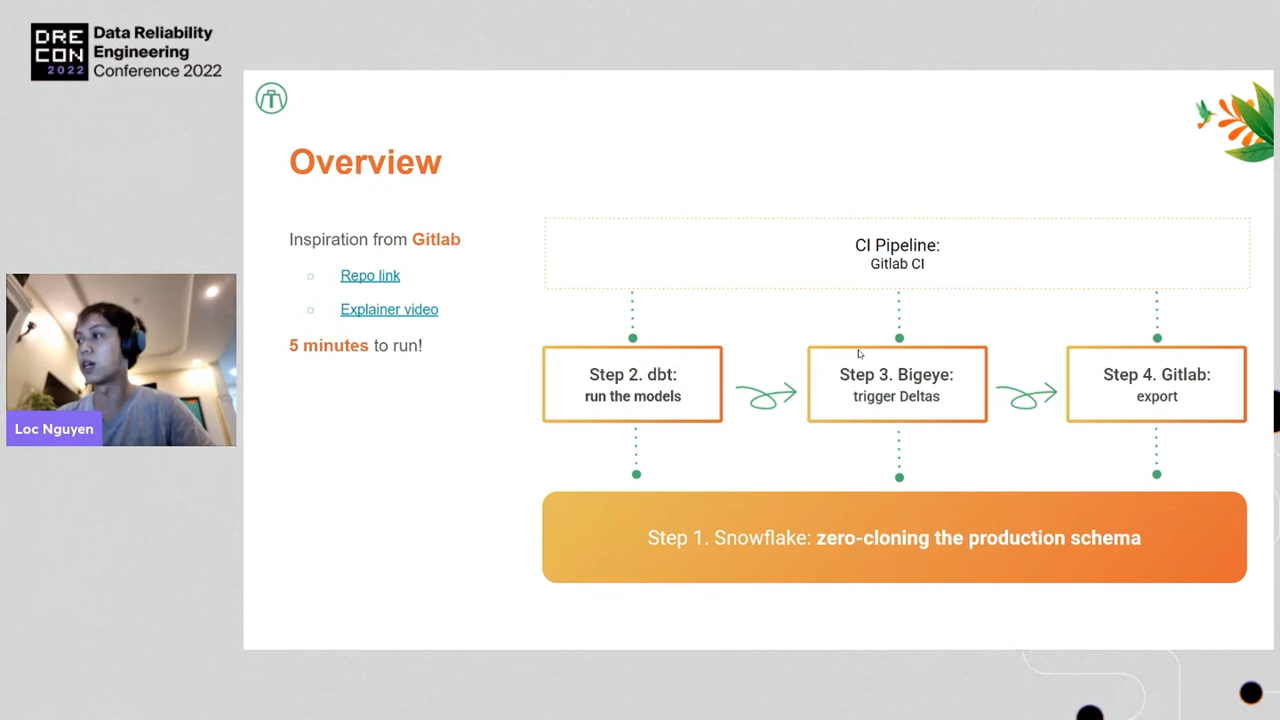 DRE
CON
2022
Data Reliability
Engineering
Conference 2022
Overview
Inspiration from Gitlab
Repo link
Explainer video
5 minutes to run!
CI Pipeline:
Gitlab CI
Step 2. dbt:
run the models
Step 3. Bigeye:
trigger Deltas
Step 4. Gitlab:
export
Step 1. Snowflake: zero-cloning the production schema
Loc Nguyen